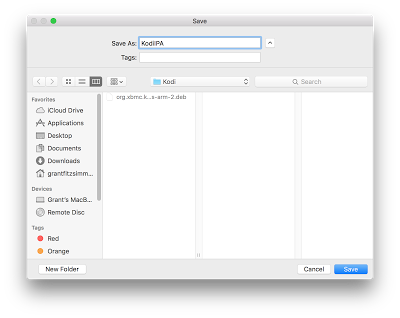 Save
Save As: KodiIPA
Tags:
Kodi
Search
Favorites
iCloud Drive
Applications
Desktop
Documents
Downloads
grantfitzsimm...
Devices
Grant's MacB...
Remote Disc
Tags
Red
Orange
org.xbmc.k...s-arm-2.deb
New Folder
Cancel
Save